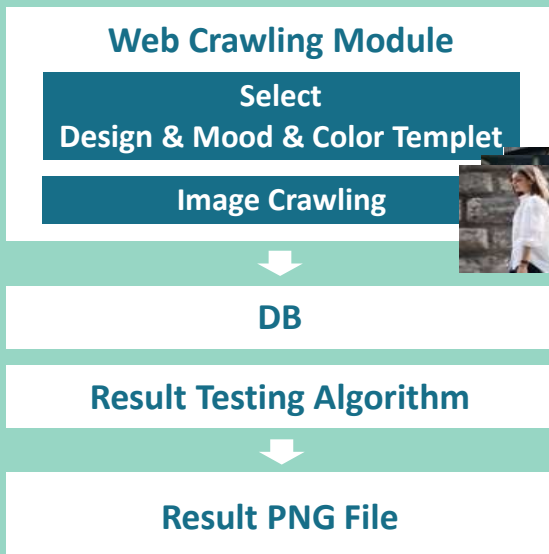 Web Crawling Module
Select
Design & Mood & Color Templet
Image Crawling
DB
Result Testing Algorithm
Result PNG File